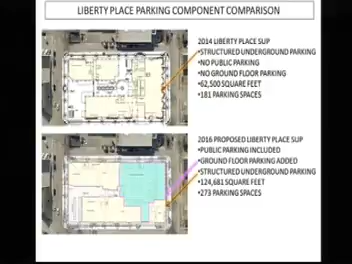 LIBERTY PLACE PARKING COMPONENT COMPARISON
2014 LIBERTY PLACE SUP
•STRUCTURED UNDERGROUND PARKING
•NO PUBLIC PARKING
•NO GROUND FLOOR PARKING
•62,500 SQUARE FEET
•181 PARKING SPACES
2016 PROPOSED LIBERTY PLACE SUP
•PUBLIC PARKING INCLUDED
•GROUND FLOOR PARKING ADDED
•STRUCTURED UNDERGROUND PARKING
•124,681 SQUARE FEET
•273 PARKING SPACES